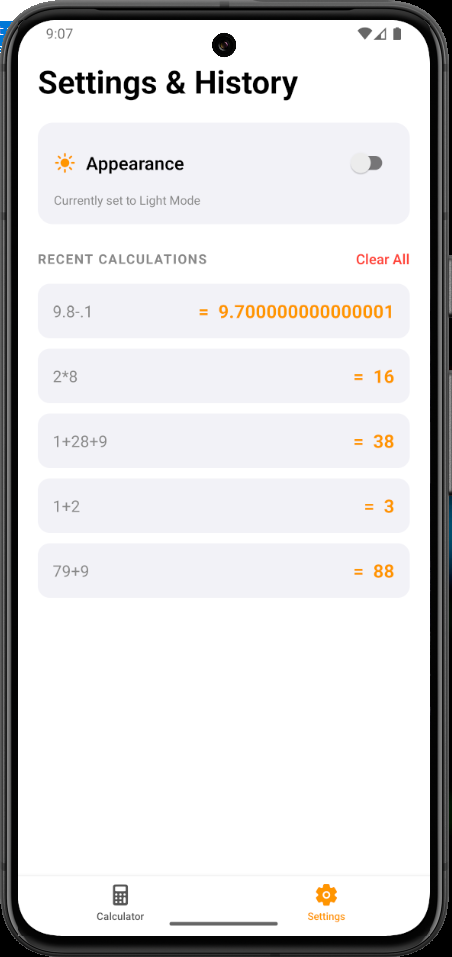 9:07
Settings & History
Appearance
Currently set to Light Mode
RECENT CALCULATIONS Clear All
9.8-.1 = 9.700000000000001
2*8 = 16
1+28+9 = 38
1+2 = 3
79+9 = 88
Calculator Settings